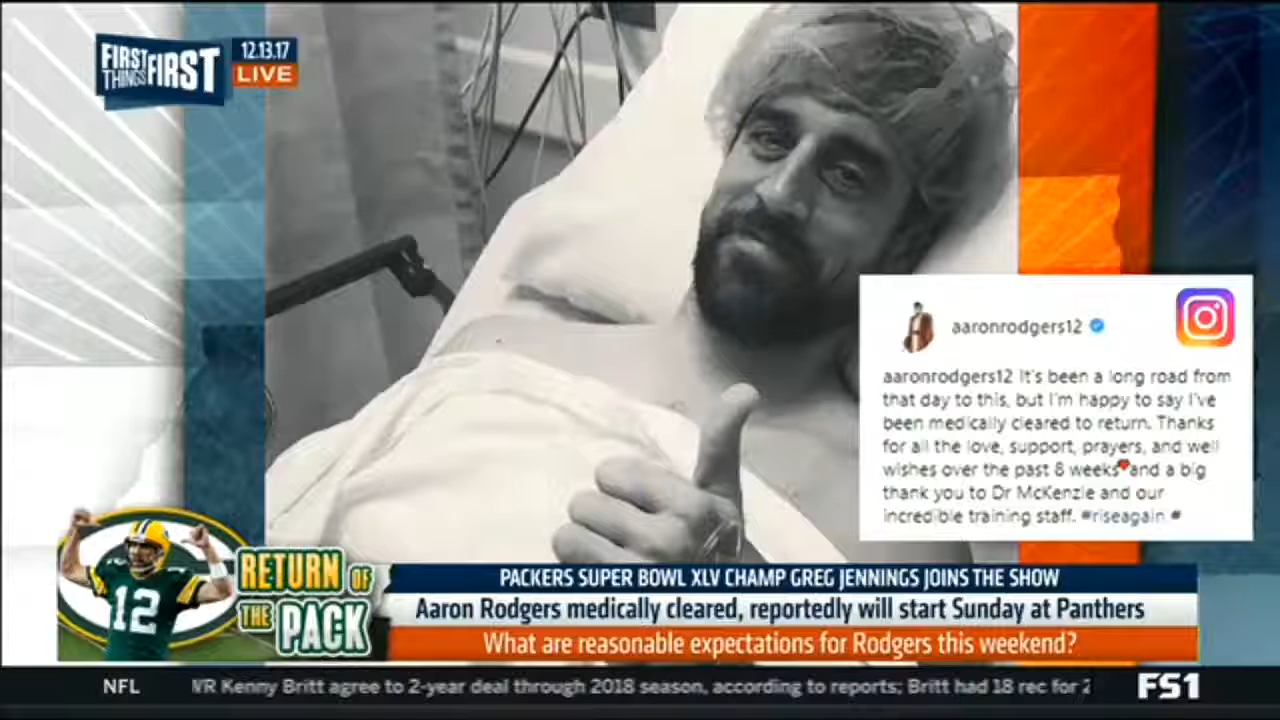 FIRST
THINGS
FIRST
12.13.17
LIVE
aaronrodgers12
aaronrodgers12 It's been a long road from
that day to this, but I'm happy to say I've
been medically cleared to return. Thanks
for all the love, support, prayers, and well
wishes over the past 8 weeks❤️and a big
thank you to Dr McKenzie and our
incredible training staff. #riseagain #
12
RETURN OF
THE PACK
PACKERS SUPER BOWL XLV CHAMP GREG JENNINGS JOINS THE SHOW
Aaron Rodgers medically cleared, reportedly will start Sunday at Panthers
What are reasonable expectations for Rodgers this weekend?
NFL WR Kenny Britt agree to 2-year deal through 2018 season, according to reports; Britt had 18 rec for FS1